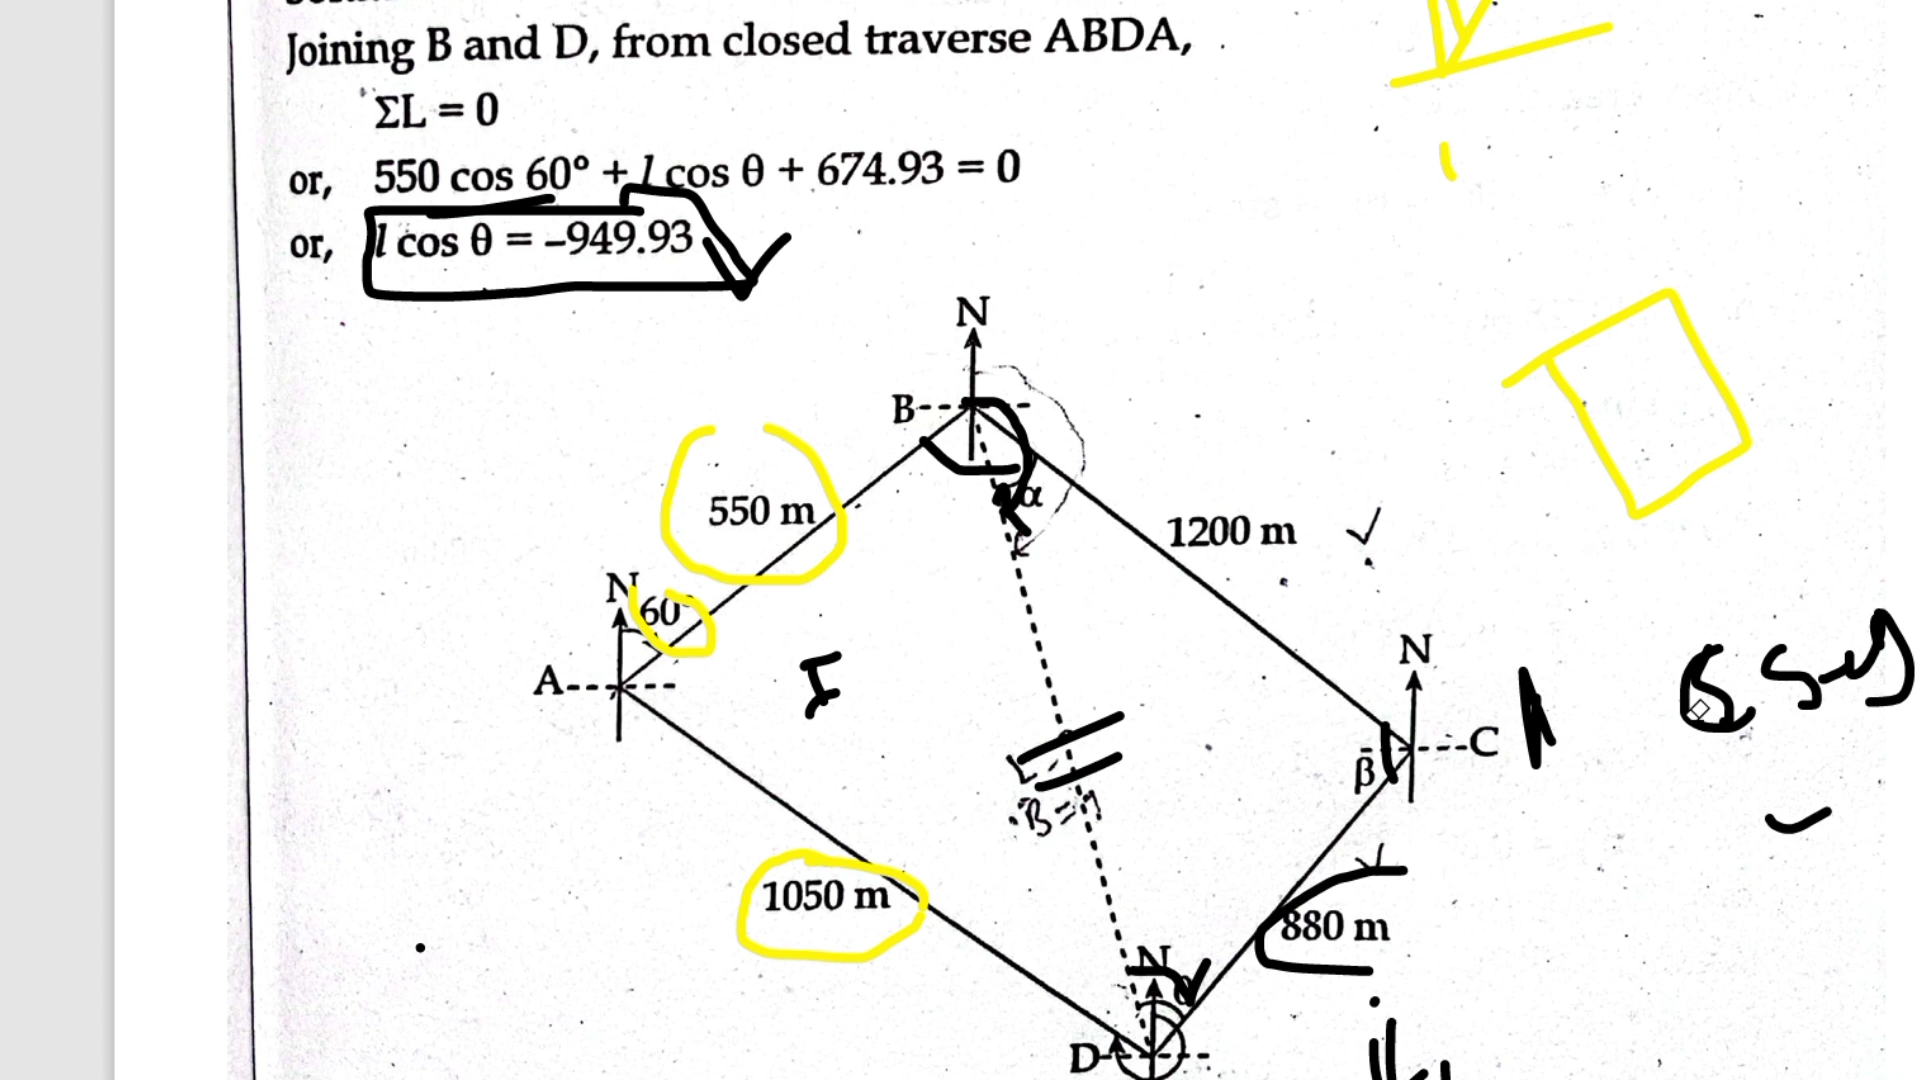 Joining B and D, from closed traverse ABDA,
ΣL = 0
or, 550 cos 60° + l cos θ + 674.93 = 0
or, l cos θ = –949.93
N
B
α
550 m
1200 m
N
60°
A
N
C
β
B = ?
1050 m
880 m
N
D